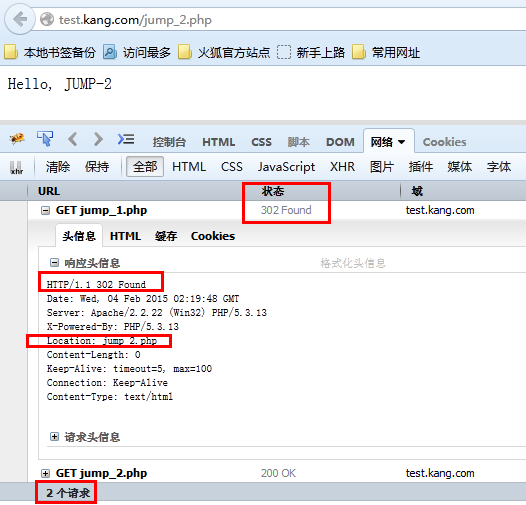 test.kang.com/jump_2.php
本地书签备份 访问最多 火狐官方站点 新手上路 常用网址
Hello, JUMP-2
控制台 HTML CSS 脚本 DOM 网络 Cookies
xhr 清除 保持 全部 HTML CSS JavaScript XHR 图片 插件 媒体 字体
URL 状态 域
GET jump_1.php 302 Found test.kang.com
头信息 HTML 缓存 Cookies
响应头信息 格式化头信息
HTTP/1.1 302 Found
Date: Wed, 04 Feb 2015 02:19:48 GMT
Server: Apache/2.2.22 (Win32) PHP/5.3.13
X-Powered-By: PHP/5.3.13
Location: jump_2.php
Content-Length: 0
Keep-Alive: timeout=5, max=100
Connection: Keep-Alive
Content-Type: text/html
请求头信息
GET jump_2.php 200 OK test.kang.com
2 个请求